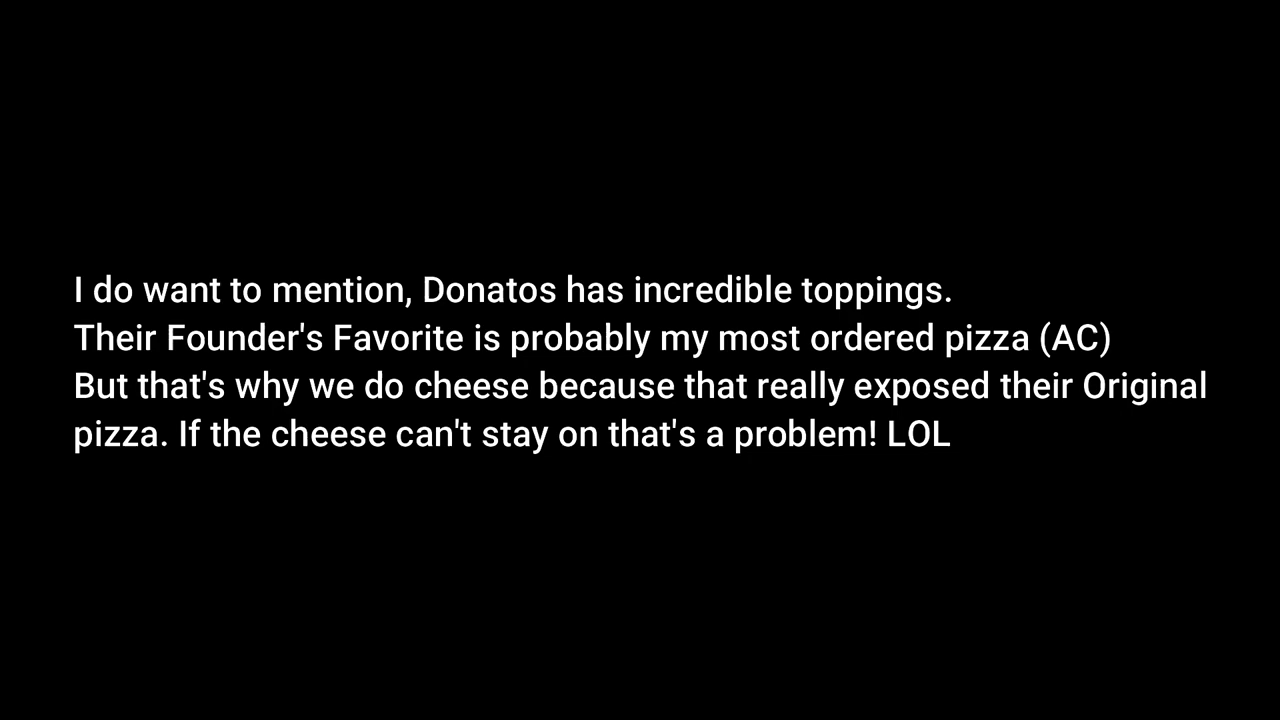 I do want to mention, Donatos has incredible toppings.
Their Founder's Favorite is probably my most ordered pizza (AC)
But that's why we do cheese because that really exposed their Original
pizza. If the cheese can't stay on that's a problem! LOL